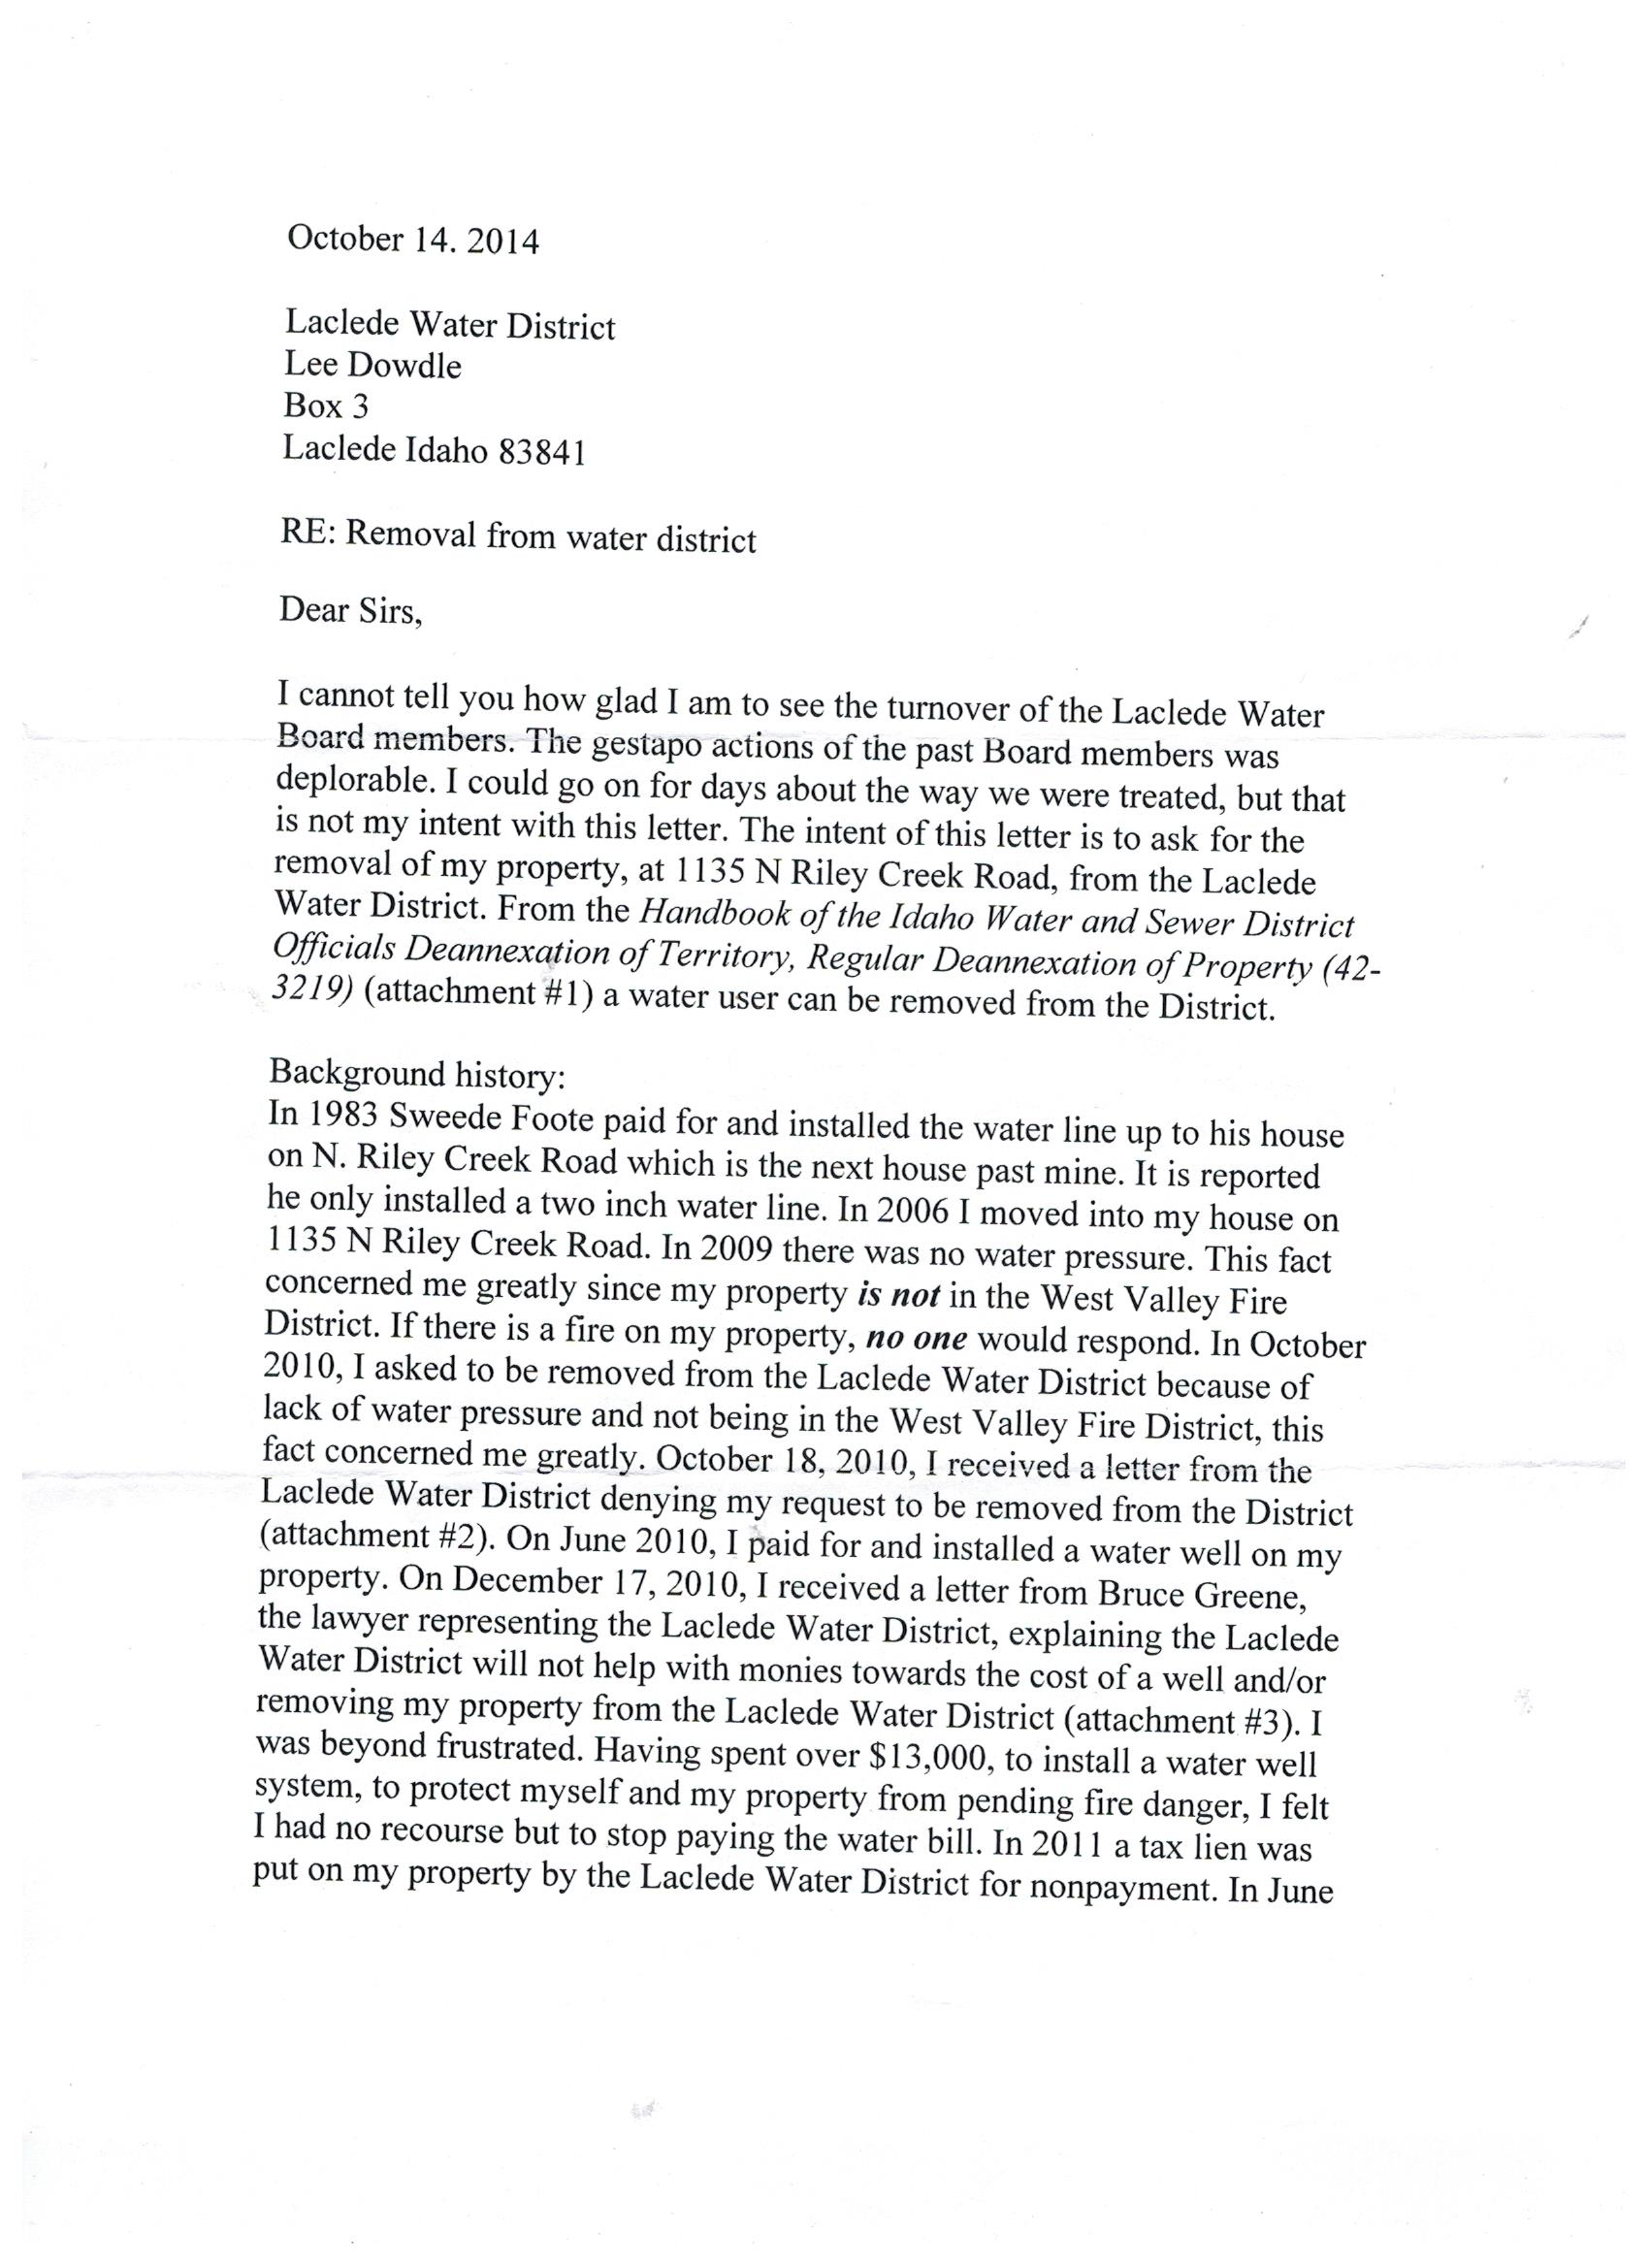 October 14. 2014
Laclede Water District
Lee Dowdle
Box 3
Laclede Idaho 83841
RE: Removal from water district
Dear Sirs,
I cannot tell you how glad I am to see the turnover of the Laclede Water
Board members. The gestapo actions of the past Board members was
deplorable. I could go on for days about the way we were treated, but that
is not my intent with this letter. The intent of this letter is to ask for the
removal of my property, at 1135 N Riley Creek Road, from the Laclede
Water District. From the Handbook of the Idaho Water and Sewer District
Officials Deannexation of Territory, Regular Deannexation of Property (42-
3219) (attachment #1) a water user can be removed from the District.
Background history:
In 1983 Sweede Foote paid for and installed the water line up to his house
on N. Riley Creek Road which is the next house past mine. It is reported
he only installed a two inch water line. In 2006 I moved into my house on
1135 N Riley Creek Road. In 2009 there was no water pressure. This fact
concerned me greatly since my property is not in the West Valley Fire
District. If there is a fire on my property, no one would respond. In October
2010, I asked to be removed from the Laclede Water District because of
lack of water pressure and not being in the West Valley Fire District, this
fact concerned me greatly. October 18, 2010, I received a letter from the
Laclede Water District denying my request to be removed from the District
(attachment #2). On June 2010, I paid for and installed a water well on my
property. On December 17, 2010, I received a letter from Bruce Greene,
the lawyer representing the Laclede Water District, explaining the Laclede
Water District will not help with monies towards the cost of a well and/or
removing my property from the Laclede Water District (attachment #3). I
was beyond frustrated. Having spent over $13,000, to install a water well
system, to protect myself and my property from pending fire danger, I felt
I had no recourse but to stop paying the water bill. In 2011 a tax lien was
put on my property by the Laclede Water District for nonpayment. In June